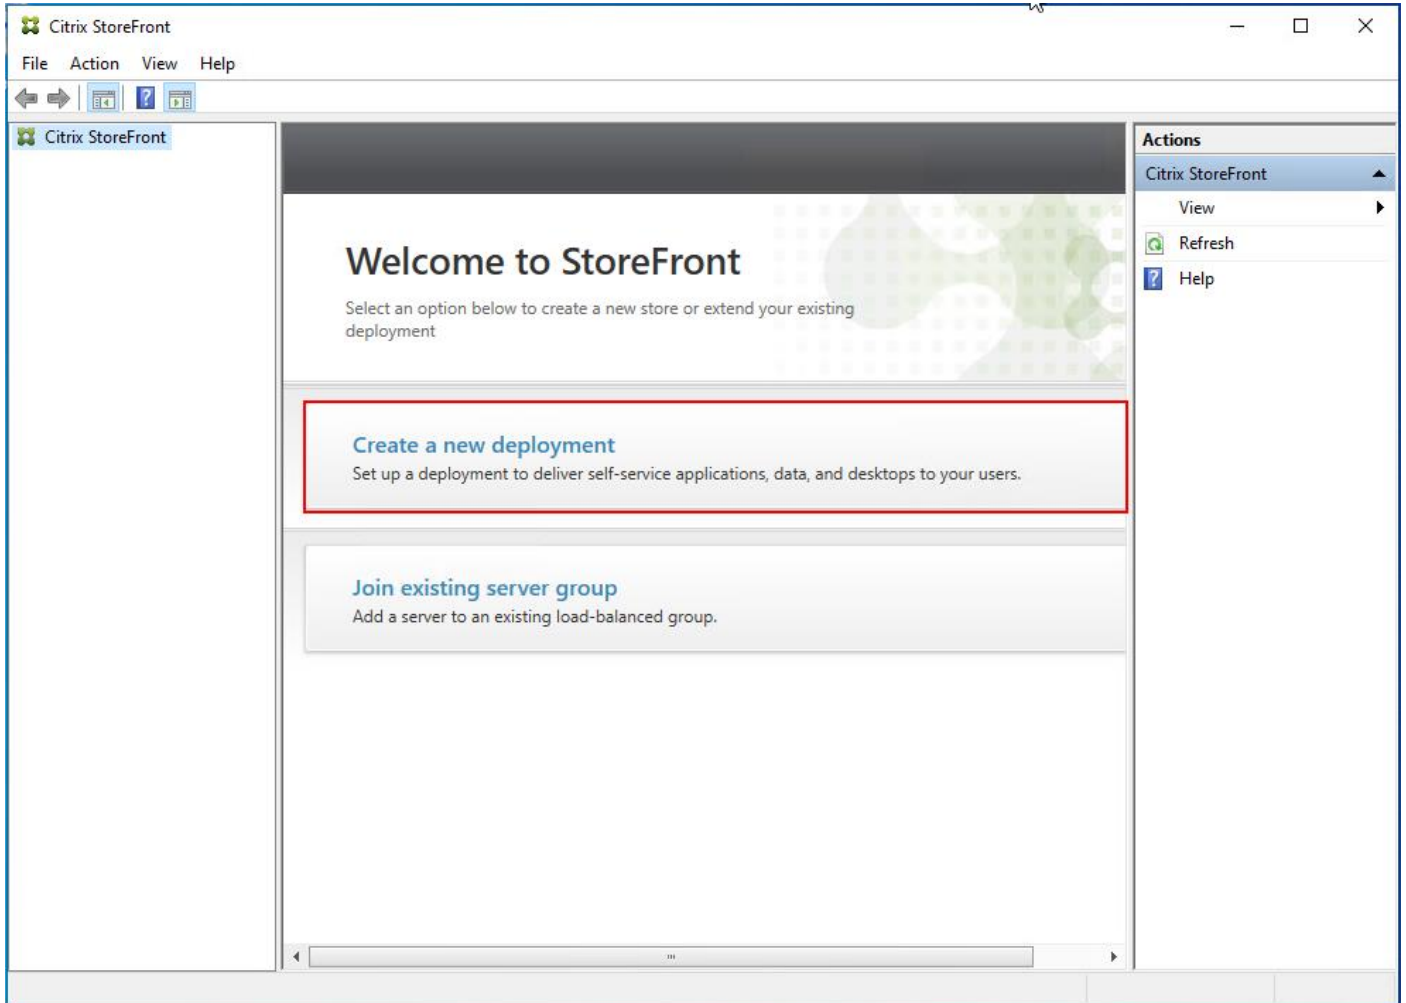 Citrix StoreFront
File Action View Help
Citrix StoreFront
Welcome to StoreFront
Select an option below to create a new store or extend your existing
deployment
Create a new deployment
Set up a deployment to deliver self-service applications, data, and desktops to your users.
Join existing server group
Add a server to an existing load-balanced group.
Actions
Citrix StoreFront
View
Refresh
Help